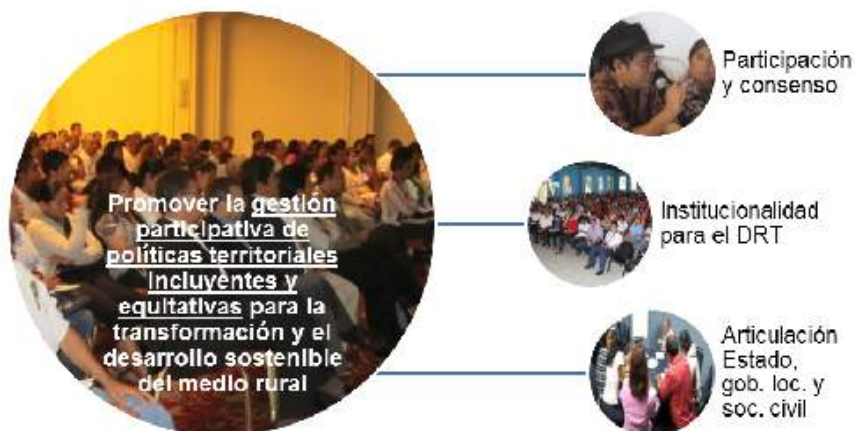 Promover la gestión
participativa de
políticas territoriales
incluyentes y
equitativas para la
transformación y el
desarrollo sostenible
del medio rural
Participación
y consenso
Institucionalidad
para el DRT
Articulación
Estado,
gob. loc. y
soc. civil